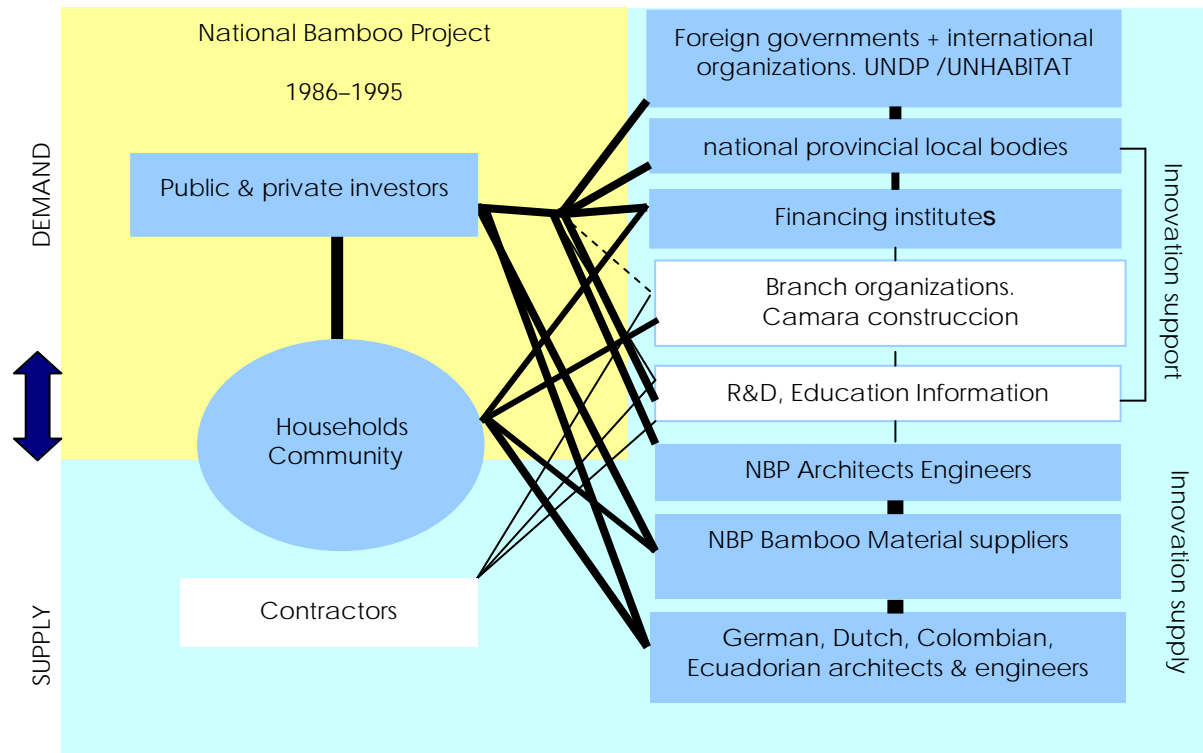 National Bamboo Project
1986–1995
DEMAND
SUPPLY
Public & private investors
Households
Community
Contractors
Foreign governments + international
organizations. UNDP /UNHABITAT
national provincial local bodies
Financing institutes
Branch organizations.
Camara construccion
R&D, Education Information
NBP Architects Engineers
NBP Bamboo Material suppliers
German, Dutch, Colombian,
Ecuadorian architects & engineers
Innovation support
Innovation supply